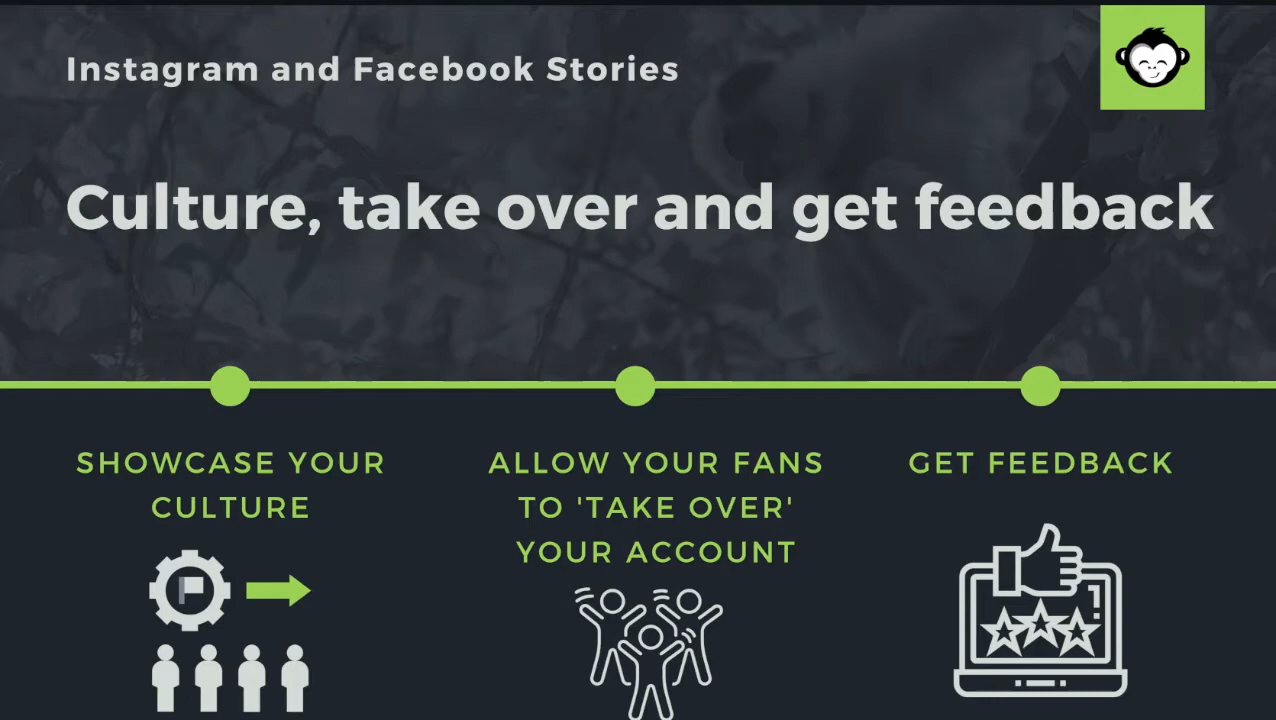 Instagram and Facebook Stories
Culture, take over and get feedback
SHOWCASE YOUR
CULTURE
ALLOW YOUR FANS
TO 'TAKE OVER'
YOUR ACCOUNT
GET FEEDBACK